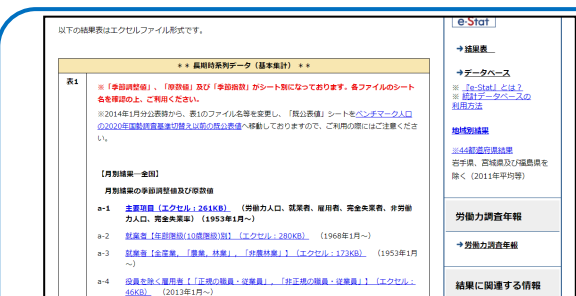 以下の結果表はエクセルファイル形式です。
＊＊ 長期時系列データ（基本集計） ＊＊
表1
※「季節調整値」、「原数値」及び「季節指数」がシート別になっております。各ファイルのシート
名を確認の上、ご利用ください。
※2014年1月分公表時から、表1のファイル名等を変更し、「既公表値」シートをベンチマーク人口
の2020年国勢調査基準切替え以前の既公表値へ移動しておりますので、ご利用の際にはご注意くださ
い。
【月別結果―全国】
月別結果の季節調整値及び原数値
a-1 主要項目（エクセル：261KB） （労働力人口、就業者、雇用者、完全失業者、非労働
力人口、完全失業率）（1953年1月～）
a-2 就業者【年齢階級(10歳階級)別】（エクセル：280KB） （1968年1月～）
a-3 就業者【全産業，「農業，林業」，「非農林業」】（エクセル：173KB） （1953年1月
～）
a-4 役員を除く雇用者【「正規の職員・従業員」，「非正規の職員・従業員」】（エクセル：
46KB） （2013年1月～）
e-Stat
→結果表
→データベース
※ 『e-Stat』とは？
※ 統計データベースの
利用方法
地域別結果
※44都道府県結果
岩手県、宮城県及び福島県を
除く（2011年平均等）
労働力調査年報
→労働力調査年報
結果に関連する情報